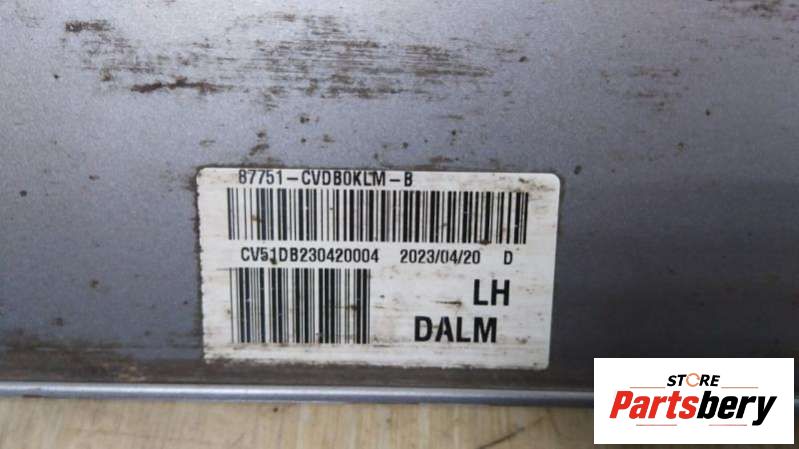 87751-CVDB0KLM-B
CV51DB230420004 2023/04/20 D
LH
DALM
STORE
Partsbery